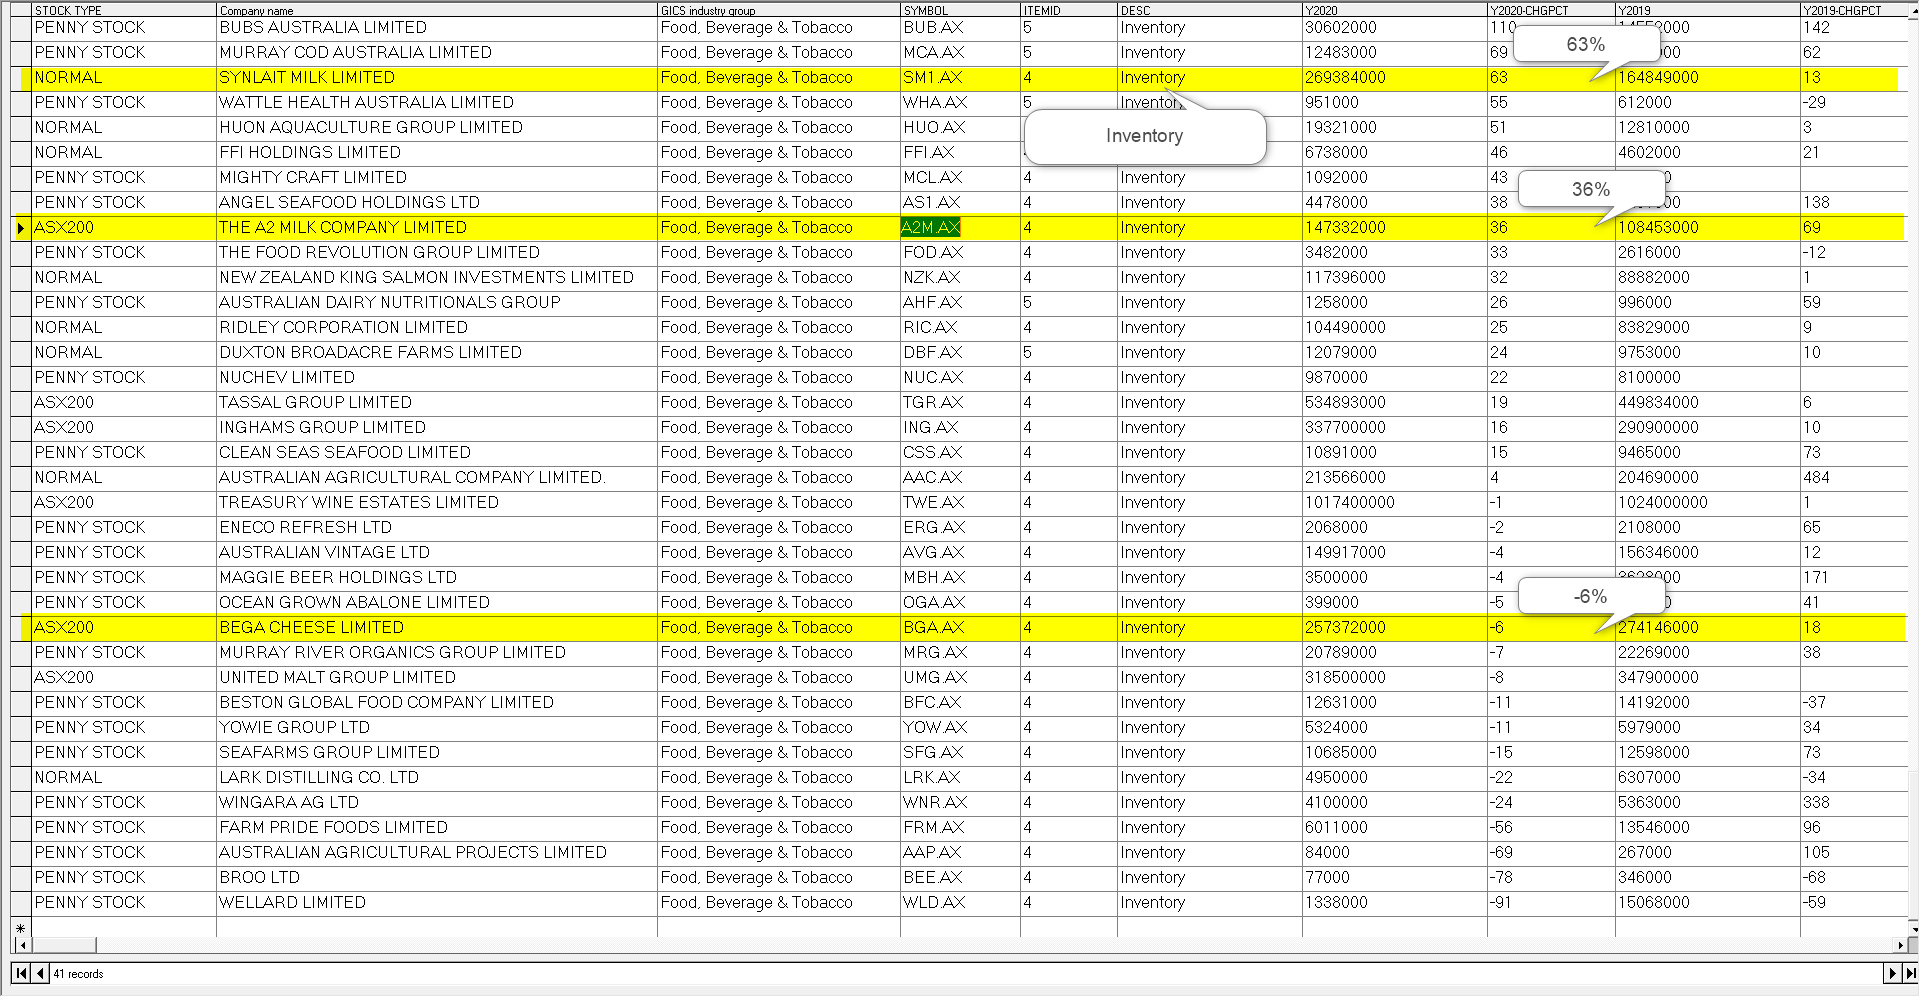 STOCK TYPE Company name GICS industry group SYMBOL ITEMID DESC Y2020 Y2020-CHGPCT Y2019 Y2019-CHGPCT
PENNY STOCK BUBS AUSTRALIA LIMITED Food, Beverage & Tobacco BUB.AX 5 Inventory 30602000 110 142
63%
PENNY STOCK MURRAY COD AUSTRALIA LIMITED Food, Beverage & Tobacco MCA.AX 5 Inventory 12483000 69 62
NORMAL SYNLAIT MILK LIMITED Food, Beverage & Tobacco SM1.AX 4 Inventory 269384000 63 164849000 13
PENNY STOCK WATTLE HEALTH AUSTRALIA LIMITED Food, Beverage & Tobacco WHA.AX 5 Inventory 951000 55 612000 -29
NORMAL HUON AQUACULTURE GROUP LIMITED Food, Beverage & Tobacco HUO.AX 19321000 51 12810000 3
Inventory
NORMAL FFI HOLDINGS LIMITED Food, Beverage & Tobacco FFI.AX 6738000 46 4602000 21
PENNY STOCK MIGHTY CRAFT LIMITED Food, Beverage & Tobacco MCL.AX 4 Inventory 1092000 43
36%
PENNY STOCK ANGEL SEAFOOD HOLDINGS LTD Food, Beverage & Tobacco AS1.AX 4 Inventory 4478000 38 138
ASX200 THE A2 MILK COMPANY LIMITED Food, Beverage & Tobacco A2M.AX 4 Inventory 147332000 36 108453000 69
PENNY STOCK THE FOOD REVOLUTION GROUP LIMITED Food, Beverage & Tobacco FOD.AX 4 Inventory 3482000 33 2616000 -12
NORMAL NEW ZEALAND KING SALMON INVESTMENTS LIMITED Food, Beverage & Tobacco NZK.AX 4 Inventory 117396000 32 88882000 1
PENNY STOCK AUSTRALIAN DAIRY NUTRITIONALS GROUP Food, Beverage & Tobacco AHF.AX 5 Inventory 1258000 26 996000 59
NORMAL RIDLEY CORPORATION LIMITED Food, Beverage & Tobacco RIC.AX 4 Inventory 104490000 25 83829000 9
NORMAL DUXTON BROADACRE FARMS LIMITED Food, Beverage & Tobacco DBF.AX 5 Inventory 12079000 24 9753000 10
PENNY STOCK NUCHEV LIMITED Food, Beverage & Tobacco NUC.AX 4 Inventory 9870000 22 8100000
ASX200 TASSAL GROUP LIMITED Food, Beverage & Tobacco TGR.AX 4 Inventory 534893000 19 449834000 6
ASX200 INGHAMS GROUP LIMITED Food, Beverage & Tobacco ING.AX 4 Inventory 337700000 16 290900000 10
PENNY STOCK CLEAN SEAS SEAFOOD LIMITED Food, Beverage & Tobacco CSS.AX 4 Inventory 10891000 15 9465000 73
NORMAL AUSTRALIAN AGRICULTURAL COMPANY LIMITED. Food, Beverage & Tobacco AAC.AX 4 Inventory 213566000 4 204690000 484
ASX200 TREASURY WINE ESTATES LIMITED Food, Beverage & Tobacco TWE.AX 4 Inventory 1017400000 -1 1024000000 1
PENNY STOCK ENECO REFRESH LTD Food, Beverage & Tobacco ERG.AX 4 Inventory 2068000 -2 2108000 65
PENNY STOCK AUSTRALIAN VINTAGE LTD Food, Beverage & Tobacco AVG.AX 4 Inventory 149917000 -4 156346000 12
PENNY STOCK MAGGIE BEER HOLDINGS LTD Food, Beverage & Tobacco MBH.AX 4 Inventory 3500000 -4 171
-6%
PENNY STOCK OCEAN GROWN ABALONE LIMITED Food, Beverage & Tobacco OGA.AX 4 Inventory 399000 -5 41
ASX200 BEGA CHEESE LIMITED Food, Beverage & Tobacco BGA.AX 4 Inventory 257372000 -6 274146000 18
PENNY STOCK MURRAY RIVER ORGANICS GROUP LIMITED Food, Beverage & Tobacco MRG.AX 4 Inventory 20789000 -7 22269000 38
ASX200 UNITED MALT GROUP LIMITED Food, Beverage & Tobacco UMG.AX 4 Inventory 318500000 -8 347900000
PENNY STOCK BESTON GLOBAL FOOD COMPANY LIMITED Food, Beverage & Tobacco BFC.AX 4 Inventory 12631000 -11 14192000 -37
PENNY STOCK YOWIE GROUP LTD Food, Beverage & Tobacco YOW.AX 4 Inventory 5324000 -11 5979000 34
PENNY STOCK SEAFARMS GROUP LIMITED Food, Beverage & Tobacco SFG.AX 4 Inventory 10685000 -15 12598000 73
NORMAL LARK DISTILLING CO. LTD Food, Beverage & Tobacco LRK.AX 4 Inventory 4950000 -22 6307000 -34
PENNY STOCK WINGARA AG LTD Food, Beverage & Tobacco WNR.AX 4 Inventory 4100000 -24 5363000 338
PENNY STOCK FARM PRIDE FOODS LIMITED Food, Beverage & Tobacco FRM.AX 4 Inventory 6011000 -56 13546000 96
PENNY STOCK AUSTRALIAN AGRICULTURAL PROJECTS LIMITED Food, Beverage & Tobacco AAP.AX 4 Inventory 84000 -69 267000 105
PENNY STOCK BROO LTD Food, Beverage & Tobacco BEE.AX 4 Inventory 77000 -78 346000 -68
PENNY STOCK WELLARD LIMITED Food, Beverage & Tobacco WLD.AX 4 Inventory 1338000 -91 15068000 -59
41 records